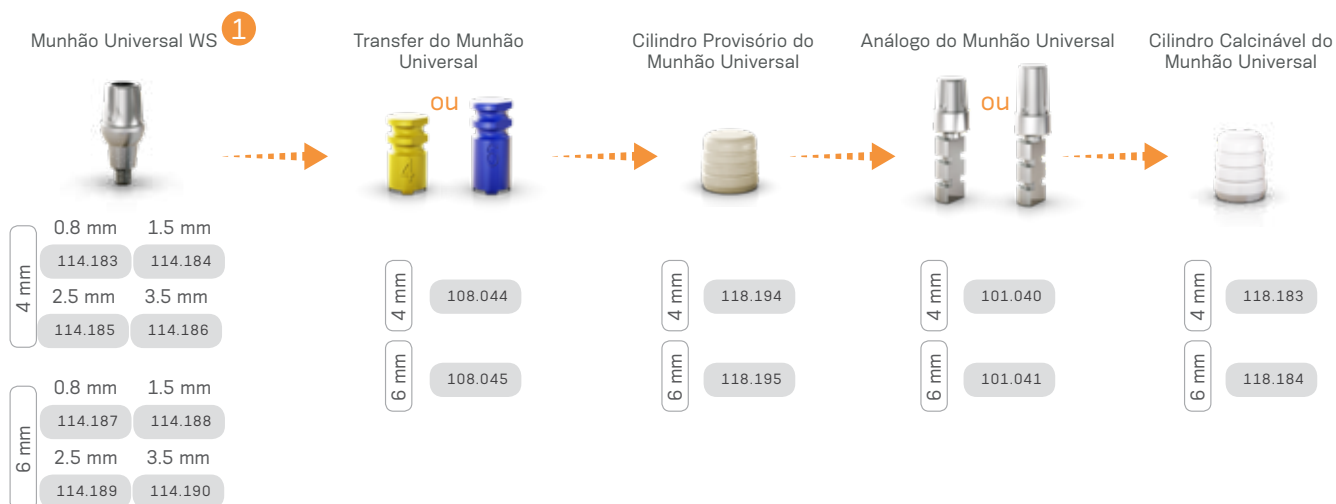 Munhão Universal WS
1
0.8 mm 1.5 mm
4 mm
114.183 114.184
2.5 mm 3.5 mm
114.185 114.186
0.8 mm 1.5 mm
6 mm
114.187 114.188
2.5 mm 3.5 mm
114.189 114.190
Transfer do Munhão
Universal
ou
4
6
4 mm
108.044
6 mm
108.045
Cilindro Provisório do
Munhão Universal
4 mm
118.194
6 mm
118.195
Análogo do Munhão Universal
ou
4 mm
101.040
6 mm
101.041
Cilindro Calcinável do
Munhão Universal
4 mm
118.183
6 mm
118.184